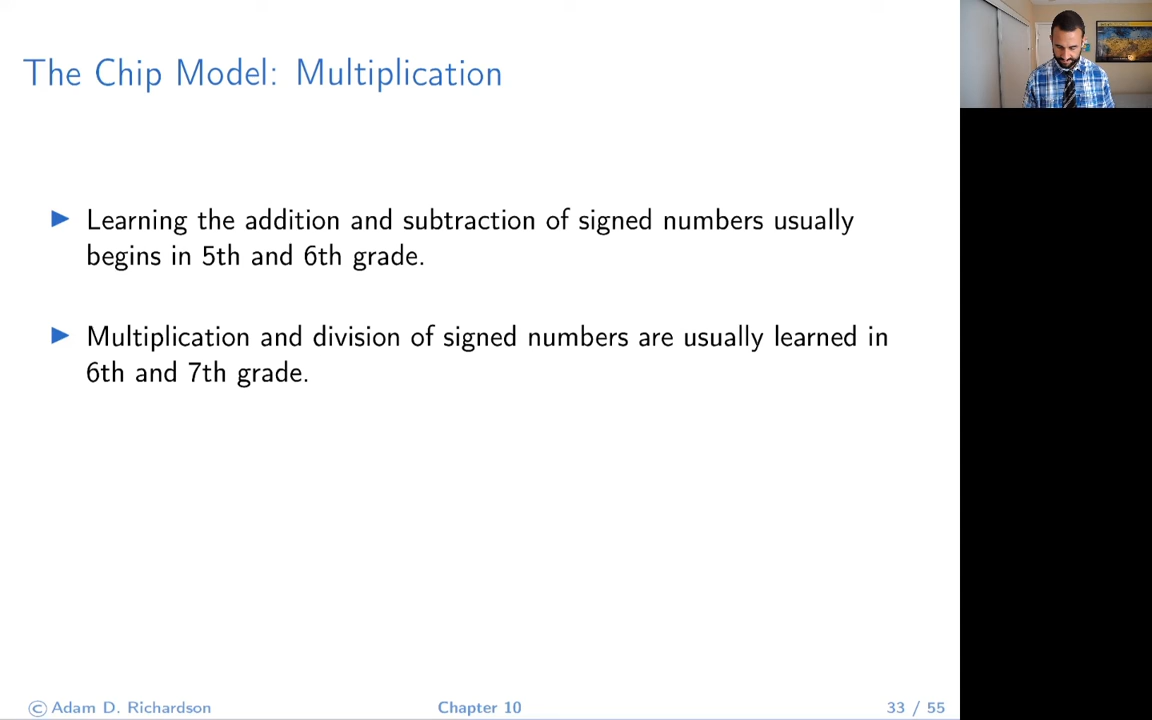 The Chip Model: Multiplication
▶ Learning the addition and subtraction of signed numbers usually
begins in 5th and 6th grade.
▶ Multiplication and division of signed numbers are usually learned in
6th and 7th grade.
© Adam D. Richardson Chapter 10 33 / 55